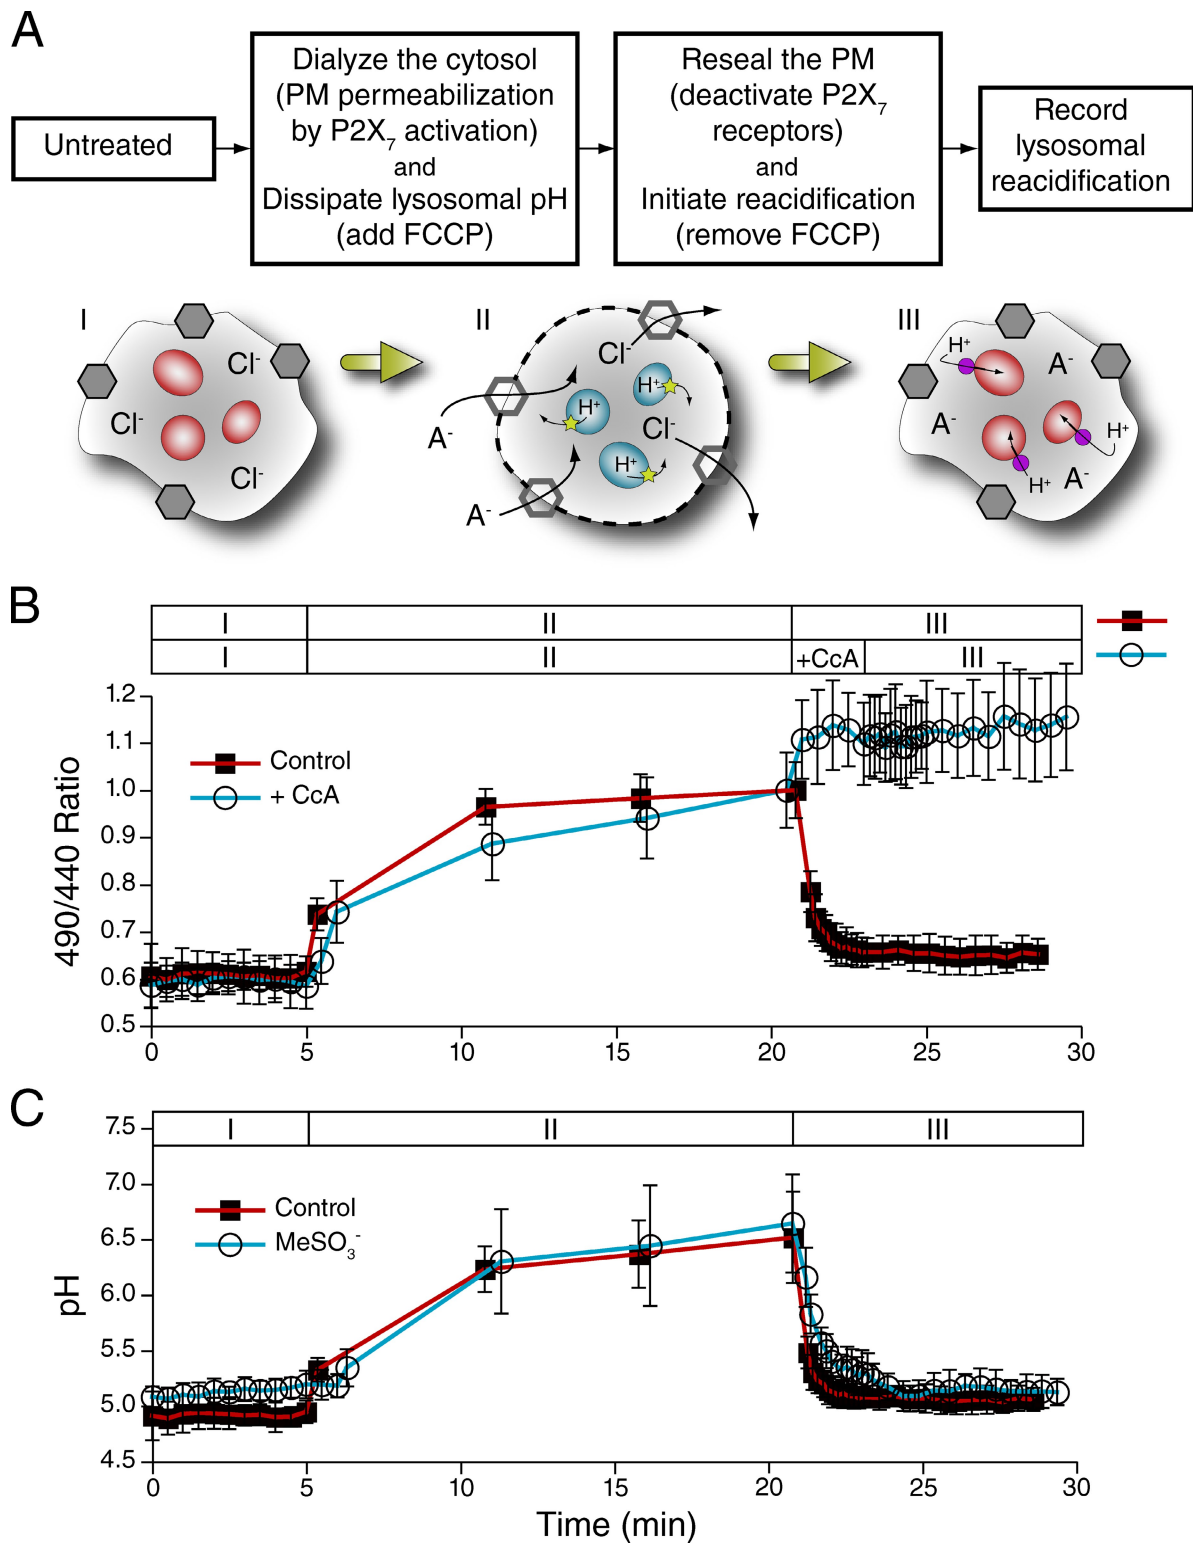 A
Untreated
Dialyze the cytosol
(PM permeabilization
by P2X7 activation)
and
Dissipate lysosomal pH
(add FCCP)
Reseal the PM
(deactivate P2X7
receptors)
and
Initiate reacidification
(remove FCCP)
Record
lysosomal
reacidification
I
Cl-
Cl-
Cl-
II
Cl-
H+
H+
Cl-
A-
H+
A-
III
H+
A-
A-
H+
H+
A-
B
I II III
I II +CcA III
1.2
1.1
1.0
0.9
0.8
0.7
0.6
0.5
490/440 Ratio
Control
+ CcA
0 5 10 15 20 25 30
C
I II III
7.5
7.0
6.5
6.0
5.5
5.0
4.5
pH
Control
MeSO3-
0 5 10 15 20 25 30
Time (min)